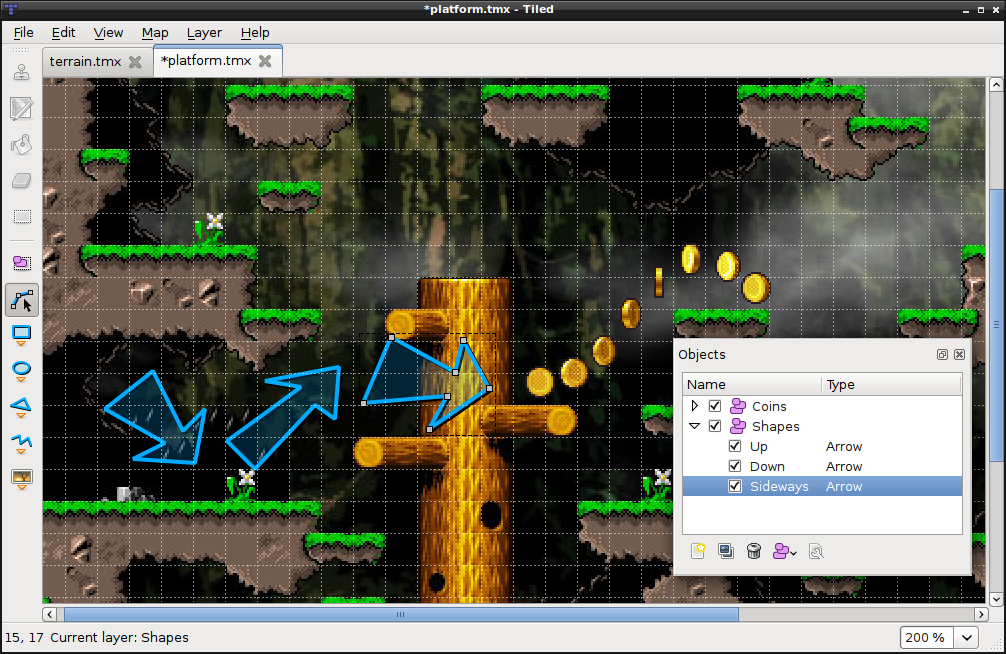 *platform.tmx - Tiled
File Edit View Map Layer Help
terrain.tmx *platform.tmx
Objects
Name Type
Coins
Shapes
Up Arrow
Down Arrow
Sideways Arrow
15, 17 Current layer: Shapes 200 %